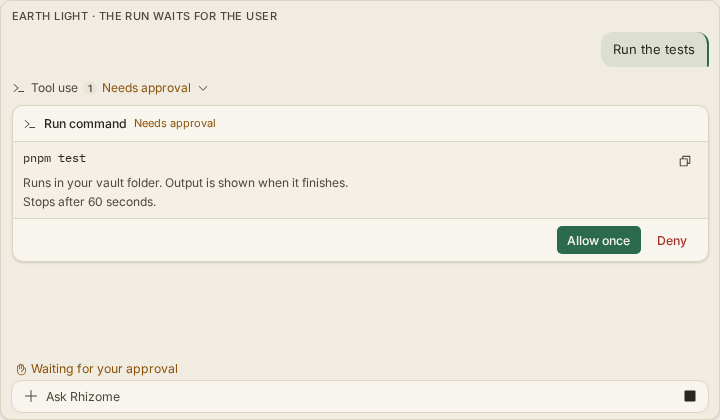 EARTH LIGHT · THE RUN WAITS FOR THE USER
Run the tests
Tool use 1 Needs approval
Run command Needs approval
pnpm test
Runs in your vault folder. Output is shown when it finishes.
Stops after 60 seconds.
Allow once Deny
Waiting for your approval
Ask Rhizome